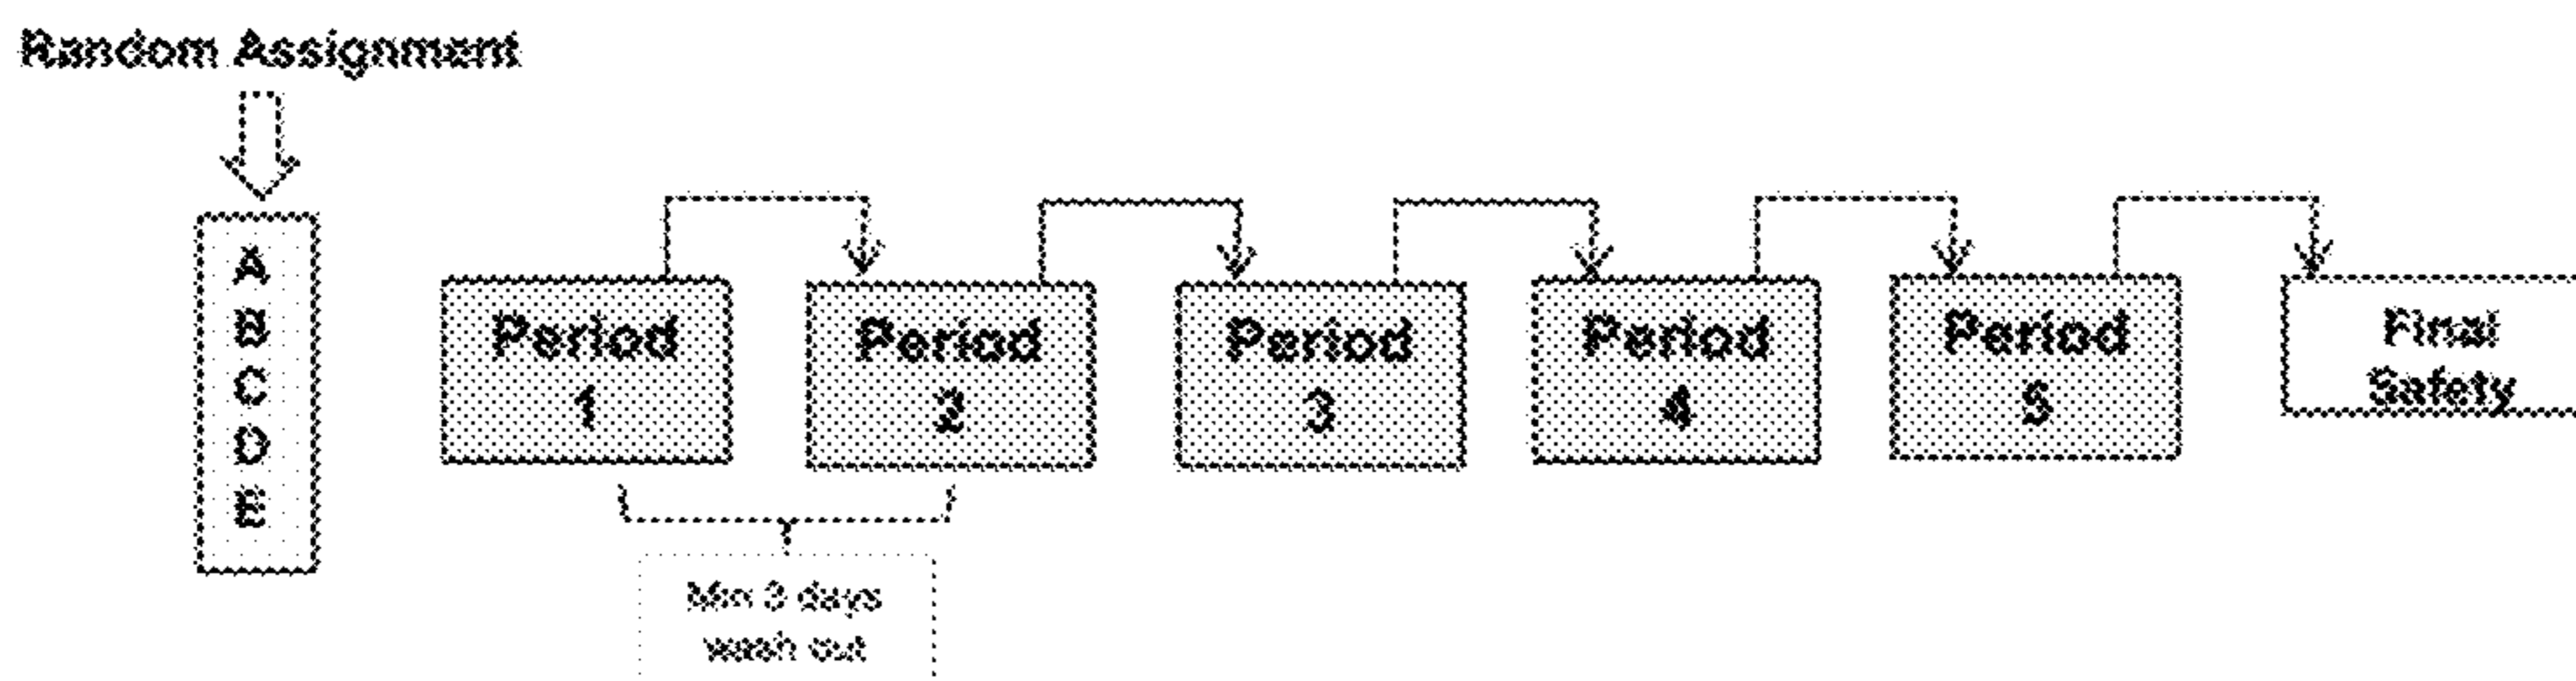 Random Assignment
A
B
C
D
E
Period
1
Period
2
Period
3
Period
4
Period
5
Final
Safety
Min 3 days
wash out